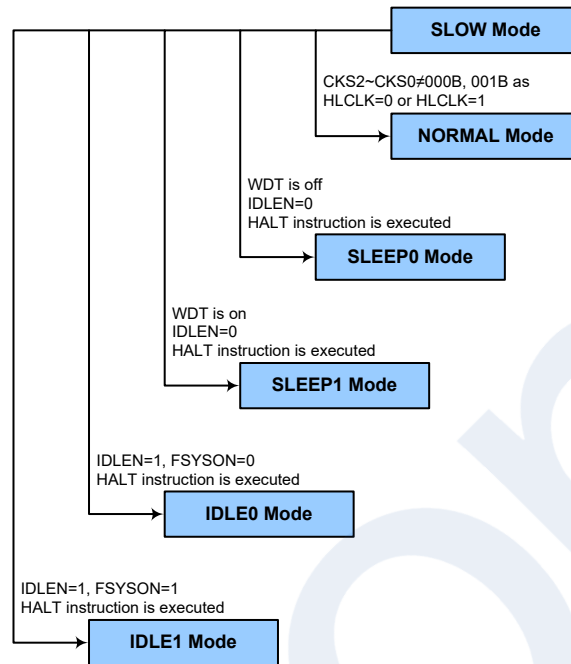 SLOW Mode
CKS2~CKS0≠000B, 001B as
HLCLK=0 or HLCLK=1
NORMAL Mode
WDT is off
IDLEN=0
HALT instruction is executed
SLEEP0 Mode
WDT is on
IDLEN=0
HALT instruction is executed
SLEEP1 Mode
IDLEN=1, FSYSON=0
HALT instruction is executed
IDLE0 Mode
IDLEN=1, FSYSON=1
HALT instruction is executed
IDLE1 Mode